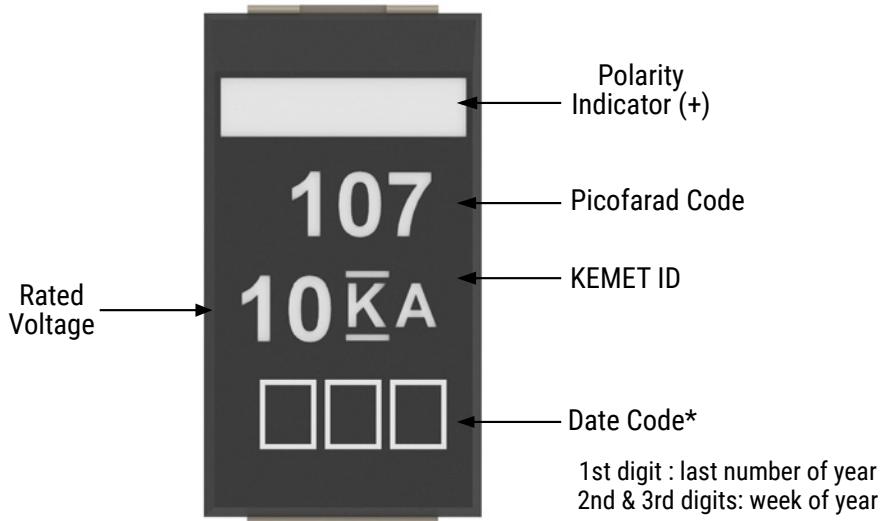 Polarity
Indicator (+)
107
Picofarad Code
KEMET ID
Rated
Voltage
10 K A
Date Code*
1st digit : last number of year
2nd & 3rd digits: week of year